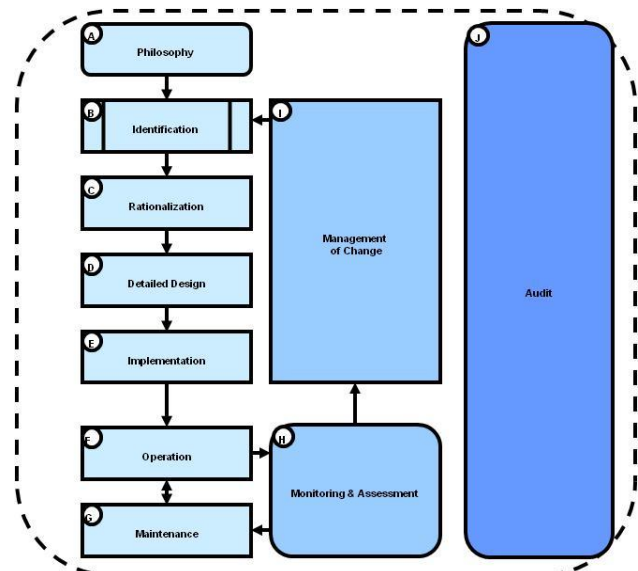 A
Philosophy
B
Identification
C
Rationalization
D
Detailed Design
E
Implementation
F
Operation
G
Maintenance
H
Monitoring & Assessment
I
Management
of Change
J
Audit